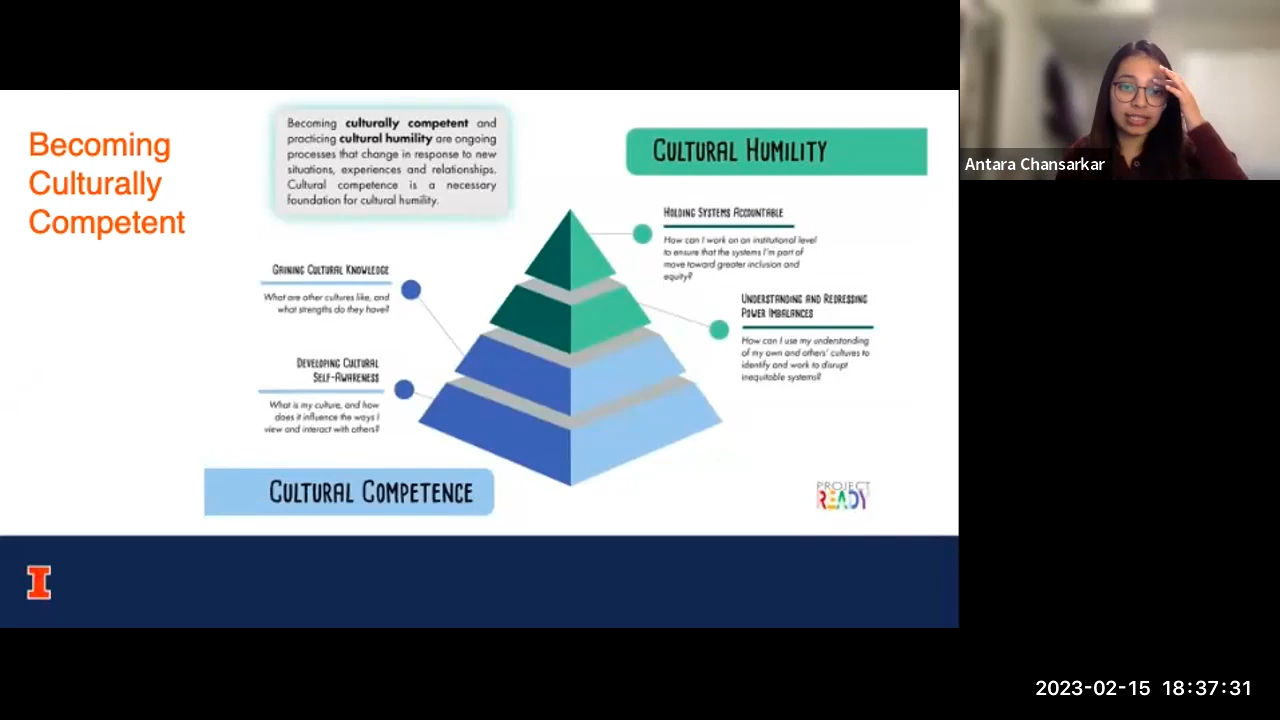 Becoming
Culturally
Competent
Becoming culturally competent and
practicing cultural humility are ongoing
processes that change in response to new
situations, experiences and relationships.
Cultural competence is a necessary
foundation for cultural humility.
CULTURAL HUMILITY
HOLDING SYSTEMS ACCOUNTABLE
How can I work on an institutional level
to ensure that the systems I'm part of
move toward greater inclusion and
equity?
GAINING CULTURAL KNOWLEDGE
What are other cultures like, and
what strengths do they have?
UNDERSTANDING AND REDRESSING
POWER IMBALANCES
How can I use my understanding
of my own and others' cultures to
identify and work to disrupt
inequitable systems?
DEVELOPING CULTURAL
SELF-AWARENESS
What is my culture, and how
does it influence the ways I
view and interact with others?
CULTURAL COMPETENCE
PROJECT
READY
I
Antara Chansarkar
2023-02-15 18:37:31